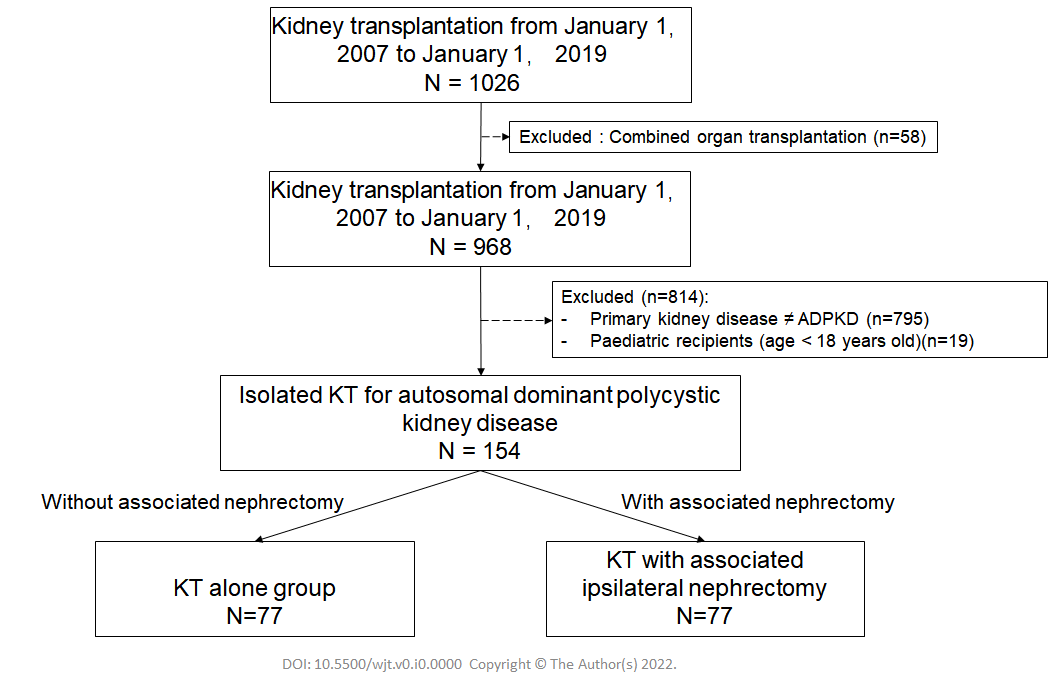 Kidney transplantation from January 1,
2007 to January 1, 2019
N = 1026
Excluded : Combined organ transplantation (n=58)
Kidney transplantation from January 1,
2007 to January 1, 2019
N = 968
Excluded (n=814):
- Primary kidney disease ≠ ADPKD (n=795)
- Paediatric recipients (age < 18 years old)(n=19)
Isolated KT for autosomal dominant polycystic
kidney disease
N = 154
Without associated nephrectomy
With associated nephrectomy
KT alone group
N=77
KT with associated
ipsilateral nephrectomy
N=77
DOI: 10.5500/wjt.v0.i0.0000 Copyright © The Author(s) 2022.